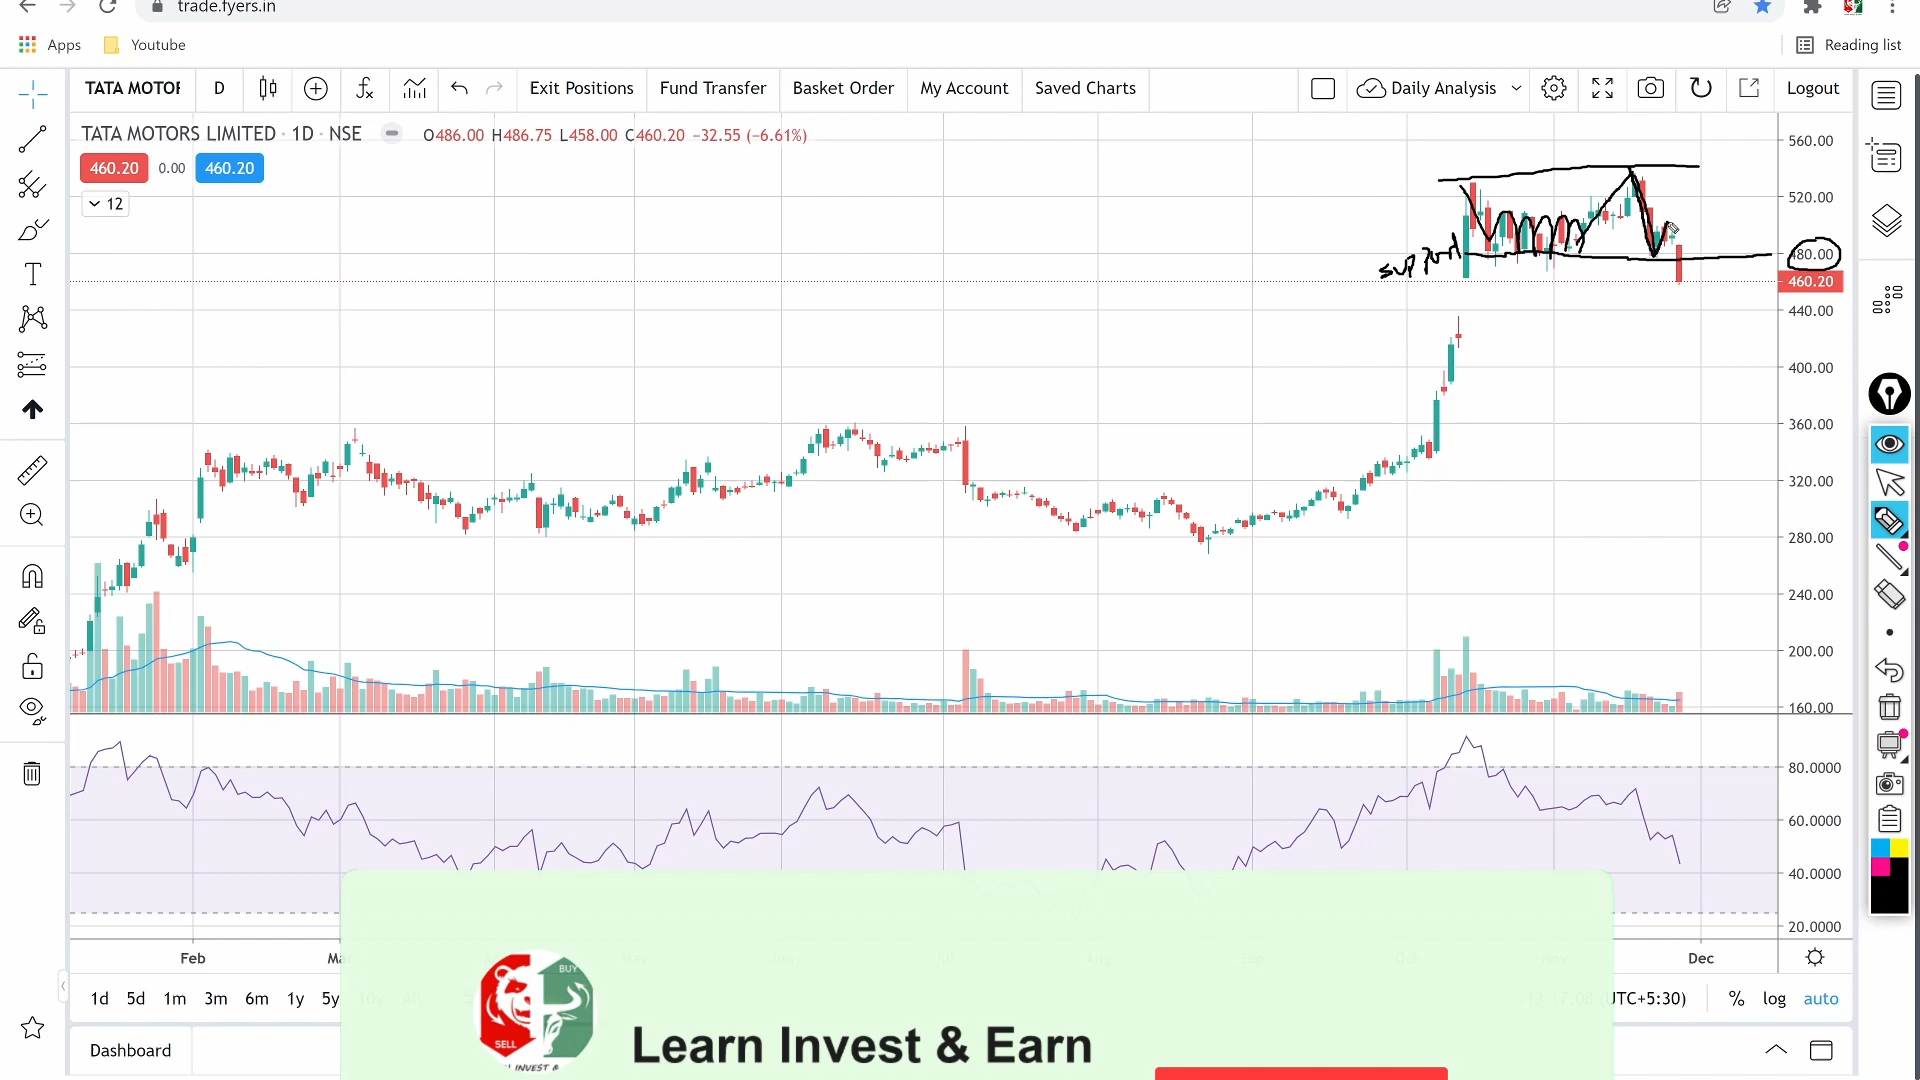 trade.fyers.in
Apps
Youtube
Reading list
TATA MOTOR
D
Exit Positions
Fund Transfer
Basket Order
My Account
Saved Charts
Daily Analysis
Logout
TATA MOTORS LIMITED · 1D · NSE
O486.00 H486.75 L458.00 C460.20 −32.55 (−6.61%)
460.20
0.00
460.20
12
560.00
520.00
480.00
460.20
440.00
400.00
360.00
320.00
280.00
240.00
200.00
160.00
support
80.0000
60.0000
40.0000
20.0000
Feb
Dec
1d 5d 1m 3m 6m 1y 5y
(UTC+5:30)
%
log
auto
Dashboard
BUY
SELL
INVEST &
Learn Invest & Earn